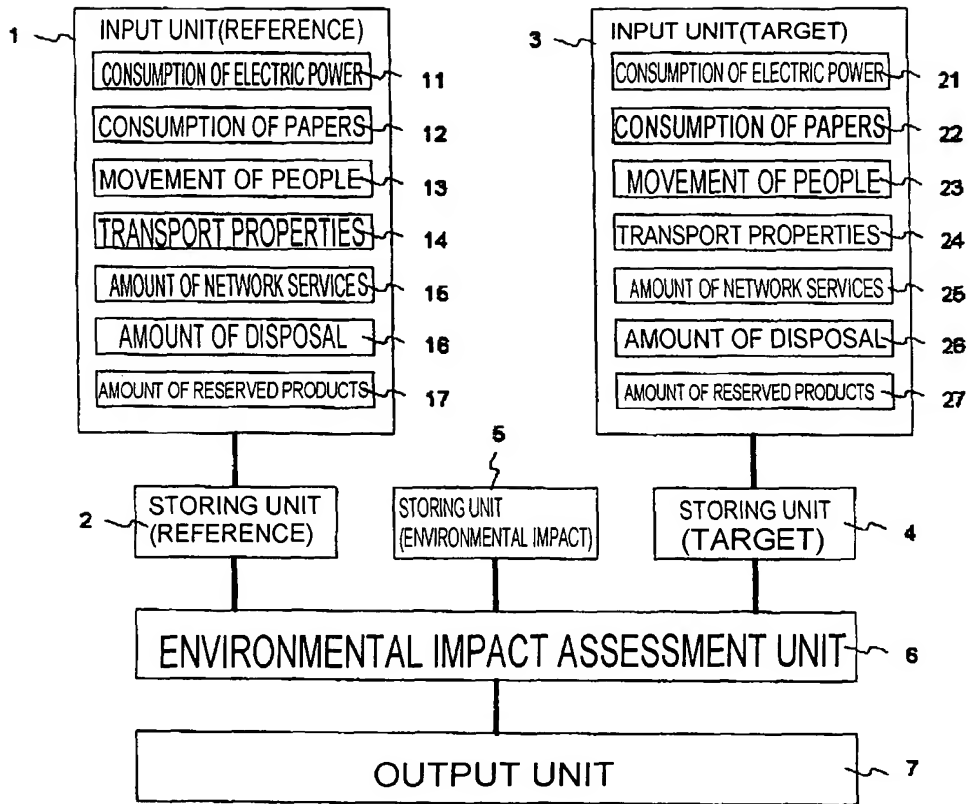 1
INPUT UNIT(REFERENCE)
CONSUMPTION OF ELECTRIC POWER
11
CONSUMPTION OF PAPERS
12
MOVEMENT OF PEOPLE
13
TRANSPORT PROPERTIES
14
AMOUNT OF NETWORK SERVICES
15
AMOUNT OF DISPOSAL
16
AMOUNT OF RESERVED PRODUCTS
17
3
INPUT UNIT(TARGET)
CONSUMPTION OF ELECTRIC POWER
21
CONSUMPTION OF PAPERS
22
MOVEMENT OF PEOPLE
23
TRANSPORT PROPERTIES
24
AMOUNT OF NETWORK SERVICES
25
AMOUNT OF DISPOSAL
26
AMOUNT OF RESERVED PRODUCTS
27
2
STORING UNIT
(REFERENCE)
5
STORING UNIT
(ENVIRONMENTAL IMPACT)
STORING UNIT
(TARGET)
4
ENVIRONMENTAL IMPACT ASSESSMENT UNIT
6
OUTPUT UNIT
7